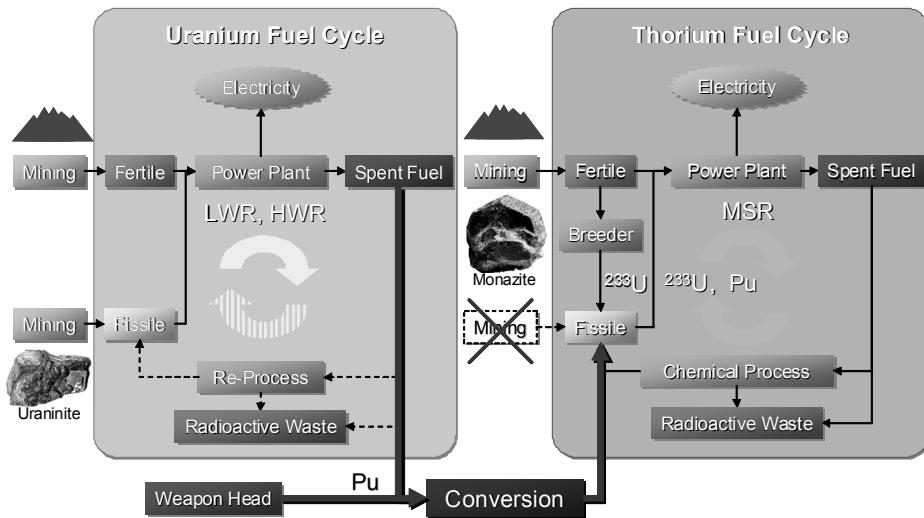 Uranium Fuel Cycle
Electricity
Mining
Fertile
Power Plant
Spent Fuel
LWR, HWR
Mining
Fissile
Uraninite
Re-Process
Radioactive Waste
Thorium Fuel Cycle
Electricity
Mining
Fertile
Power Plant
Spent Fuel
MSR
Breeder
Monazite
²³³U
²³³U, Pu
Mining
Fissile
Chemical Process
Radioactive Waste
Weapon Head
Pu
Conversion